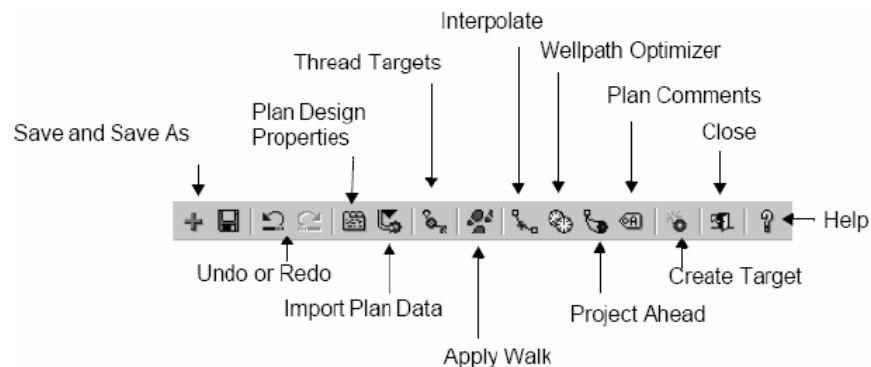 Interpolate
Wellpath Optimizer
Thread Targets
Plan Comments
Plan Design
Properties
Save and Save As
Close
Help
Undo or Redo
Create Target
Import Plan Data
Project Ahead
Apply Walk